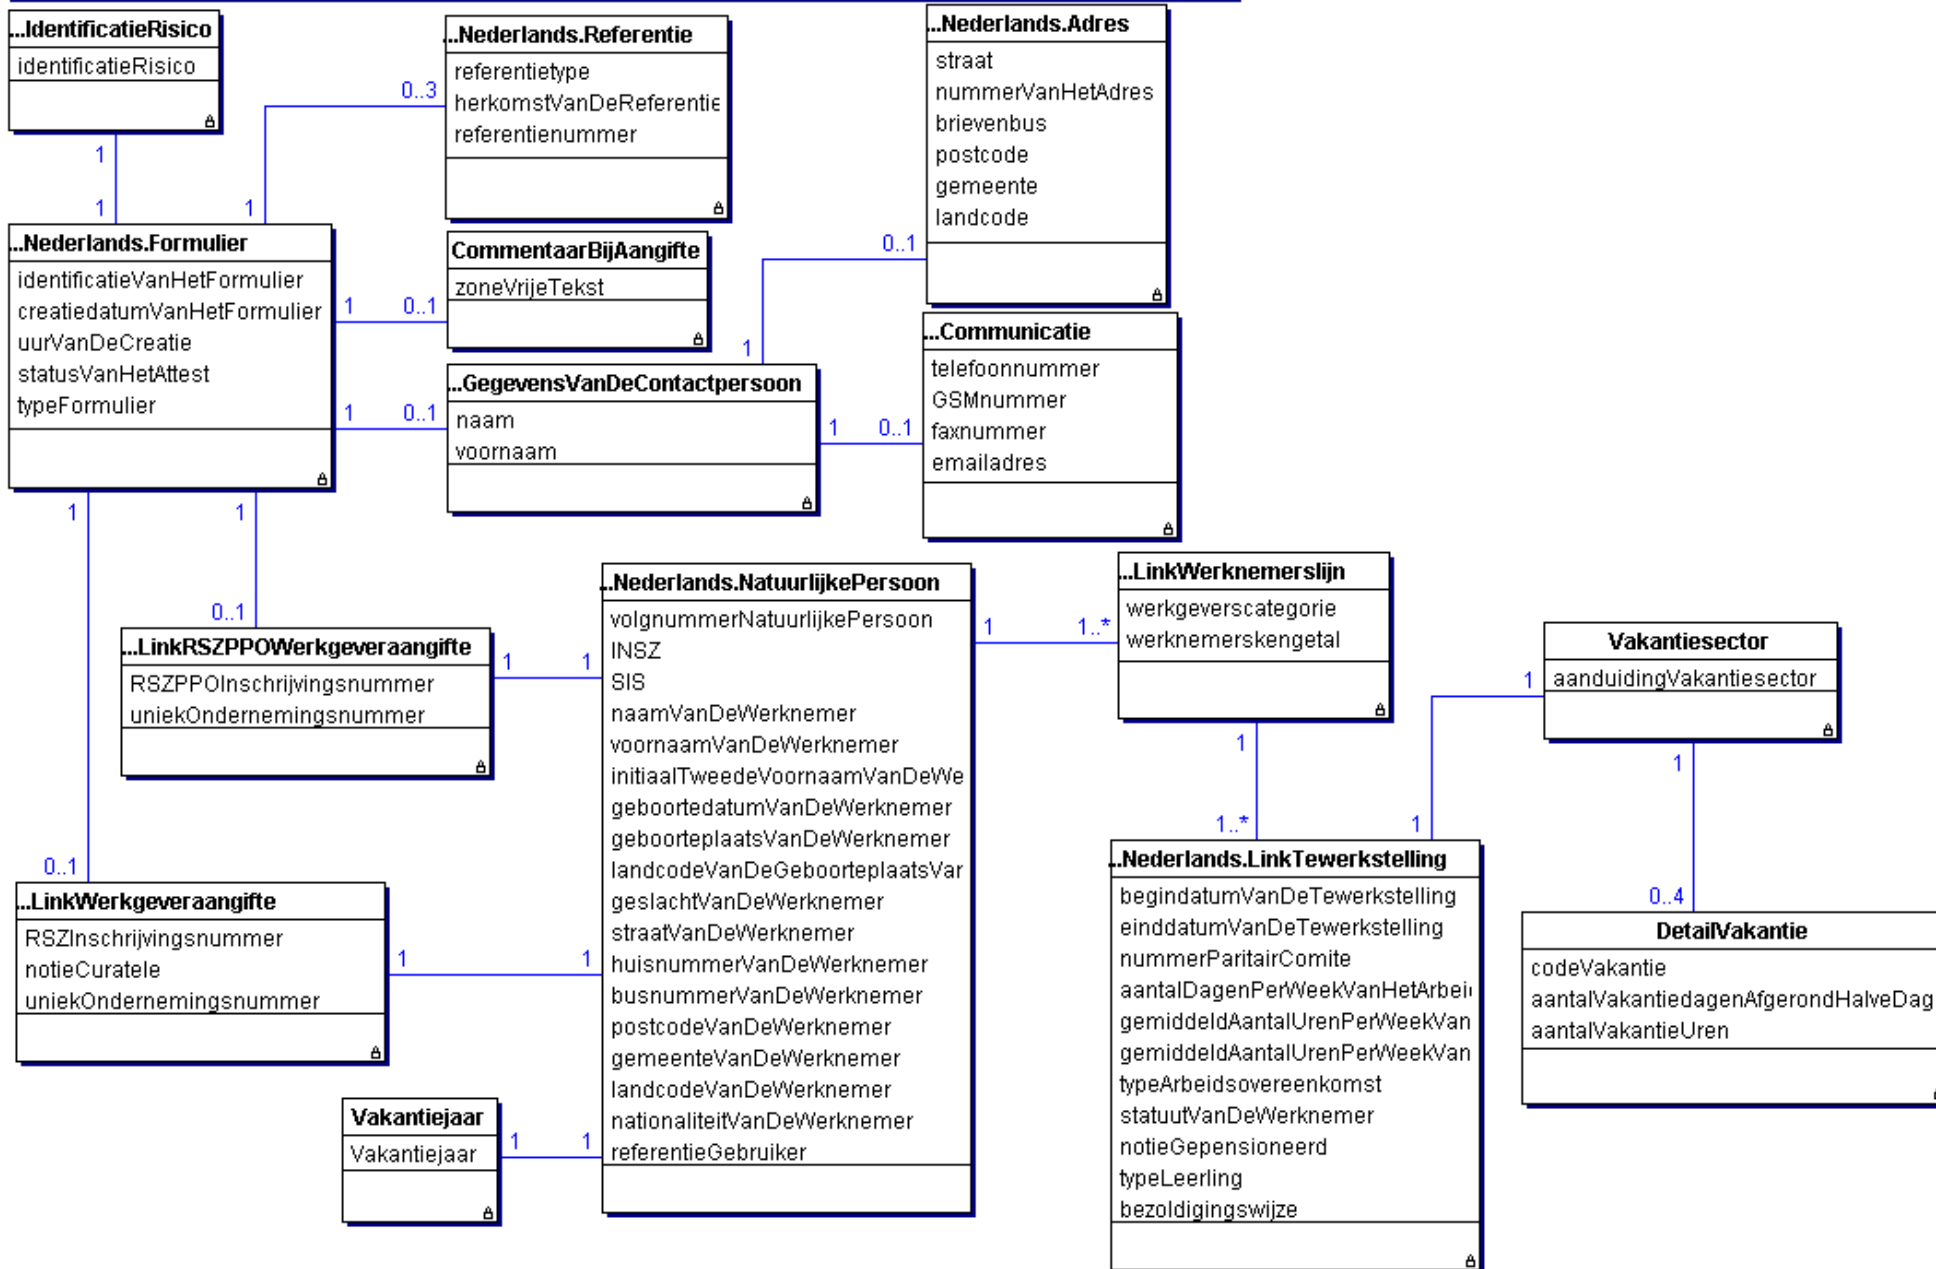 ...IdentificatieRisico
identificatieRisico
1
1
...Nederlands.Referentie
referentietype
herkomstVanDeReferentie
referentienummer
0..3
1
...Nederlands.Adres
straat
nummerVanHetAdres
brievenbus
postcode
gemeente
landcode
0..1
1
...Nederlands.Formulier
identificatieVanHetFormulier
creatiedatumVanHetFormulier
uurVanDeCreatie
statusVanHetAttest
typeFormulier
1 0..1
1 0..1
CommentaarBijAangifte
zoneVrijeTekst
...GegevensVanDeContactpersoon
naam
voornaam
1 0..1
...Communicatie
telefoonnummer
GSMnummer
faxnummer
emailadres
1
1
0..1
0..1
...LinkRSZPPOWerkgeveraangifte
RSZPPOInschrijvingsnummer
uniekOndernemingsnummer
1 1
...Nederlands.NatuurlijkePersoon
volgnummerNatuurlijkePersoon
INSZ
SIS
naamVanDeWerknemer
voornaamVanDeWerknemer
initiaalTweedeVoornaamVanDeWe
geboortedatumVanDeWerknemer
geboorteplaatsVanDeWerknemer
landcodeVanDeGeboorteplaatsVar
geslachtVanDeWerknemer
straatVanDeWerknemer
huisnummerVanDeWerknemer
busnummerVanDeWerknemer
postcodeVanDeWerknemer
gemeenteVanDeWerknemer
landcodeVanDeWerknemer
nationaliteitVanDeWerknemer
referentieGebruiker
1 1..*
...LinkWerknemerslijn
werkgeverscategorie
werknemerskengetal
1
1..*
Vakantiesector
aanduidingVakantiesector
1
1
1
0..4
...LinkWerkgeveraangifte
RSZInschrijvingsnummer
notieCuratele
uniekOndernemingsnummer
1 1
Vakantiejaar
Vakantiejaar
1 1
...Nederlands.LinkTewerkstelling
begindatumVanDeTewerkstelling
einddatumVanDeTewerkstelling
nummerParitairComite
aantalDagenPerWeekVanHetArbei
gemiddeldAantalUrenPerWeekVan
gemiddeldAantalUrenPerWeekVan
typeArbeidsovereenkomst
statuutVanDeWerknemer
notieGepensioneerd
typeLeerling
bezoldigingswijze
DetailVakantie
codeVakantie
aantalVakantiedagenAfgerondHalveDag
aantalVakantieUren